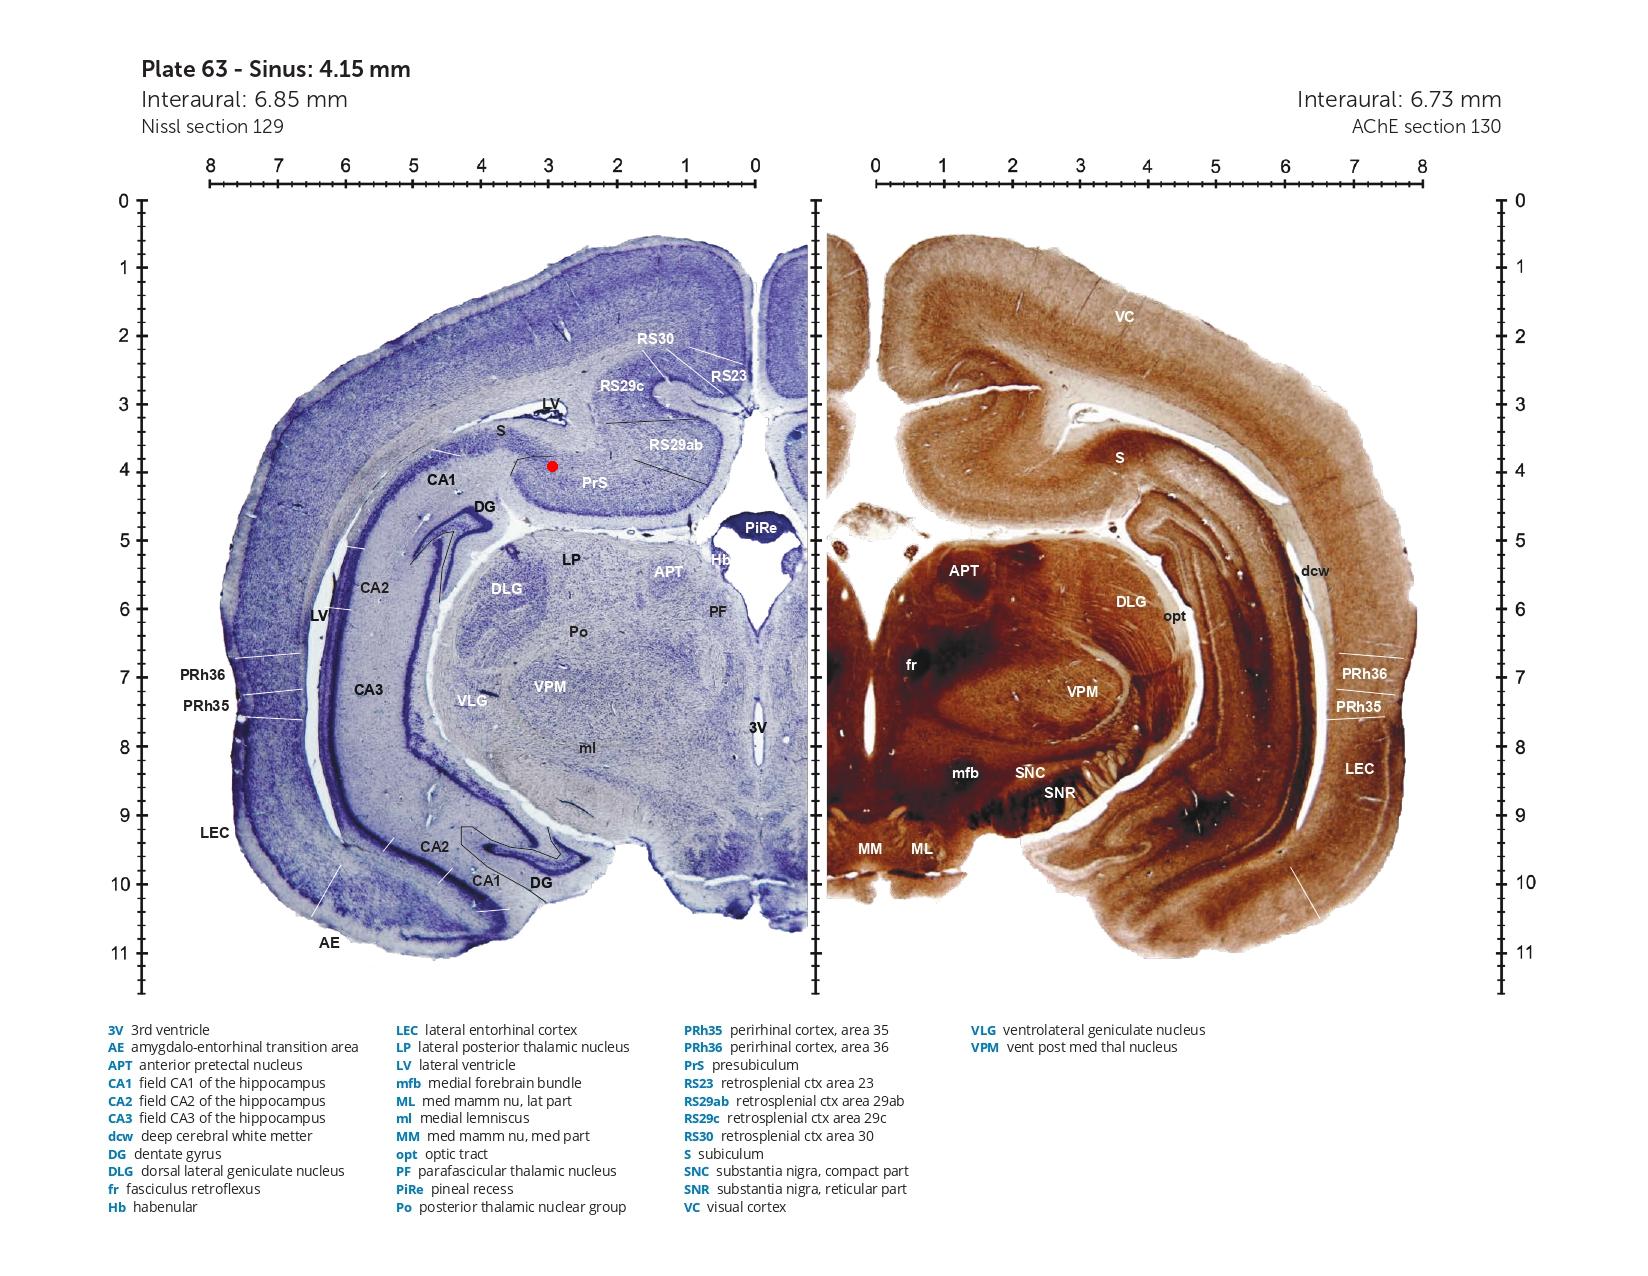 Plate 63 - Sinus: 4.15 mm
Interaural: 6.85 mm
Interaural: 6.73 mm
Nissl section 129
AChE section 130
8 7 6 5 4 3 2 1 0
0 1 2 3 4 5 6 7 8
0
1
2
3
4
5
6
7
8
9
10
11
RS30
RS29c
RS23
LV
S
RS29ab
CA1
PrS
DG
PiRe
LP
Hb
APT
CA2
DLG
PF
LV
Po
PRh36
CA3
VPM
VLG
PRh35
3V
ml
LEC
CA2
CA1
DG
AE
VC
S
APT
dcw
DLG
opt
fr
PRh36
VPM
PRh35
mfb
SNC
LEC
SNR
MM
ML
0
1
2
3
4
5
6
7
8
9
10
11
3V 3rd ventricle
AE amygdalo-entorhinal transition area
APT anterior pretectal nucleus
CA1 field CA1 of the hippocampus
CA2 field CA2 of the hippocampus
CA3 field CA3 of the hippocampus
dcw deep cerebral white metter
DG dentate gyrus
DLG dorsal lateral geniculate nucleus
fr fasciculus retroflexus
Hb habenular
LEC lateral entorhinal cortex
LP lateral posterior thalamic nucleus
LV lateral ventricle
mfb medial forebrain bundle
ML med mamm nu, lat part
ml medial lemniscus
MM med mamm nu, med part
opt optic tract
PF parafascicular thalamic nucleus
PiRe pineal recess
Po posterior thalamic nuclear group
PRh35 perirhinal cortex, area 35
PRh36 perirhinal cortex, area 36
PrS presubiculum
RS23 retrosplenial ctx area 23
RS29ab retrosplenial ctx area 29ab
RS29c retrosplenial ctx area 29c
RS30 retrosplenial ctx area 30
S subiculum
SNC substantia nigra, compact part
SNR substantia nigra, reticular part
VC visual cortex
VLG ventrolateral geniculate nucleus
VPM vent post med thal nucleus